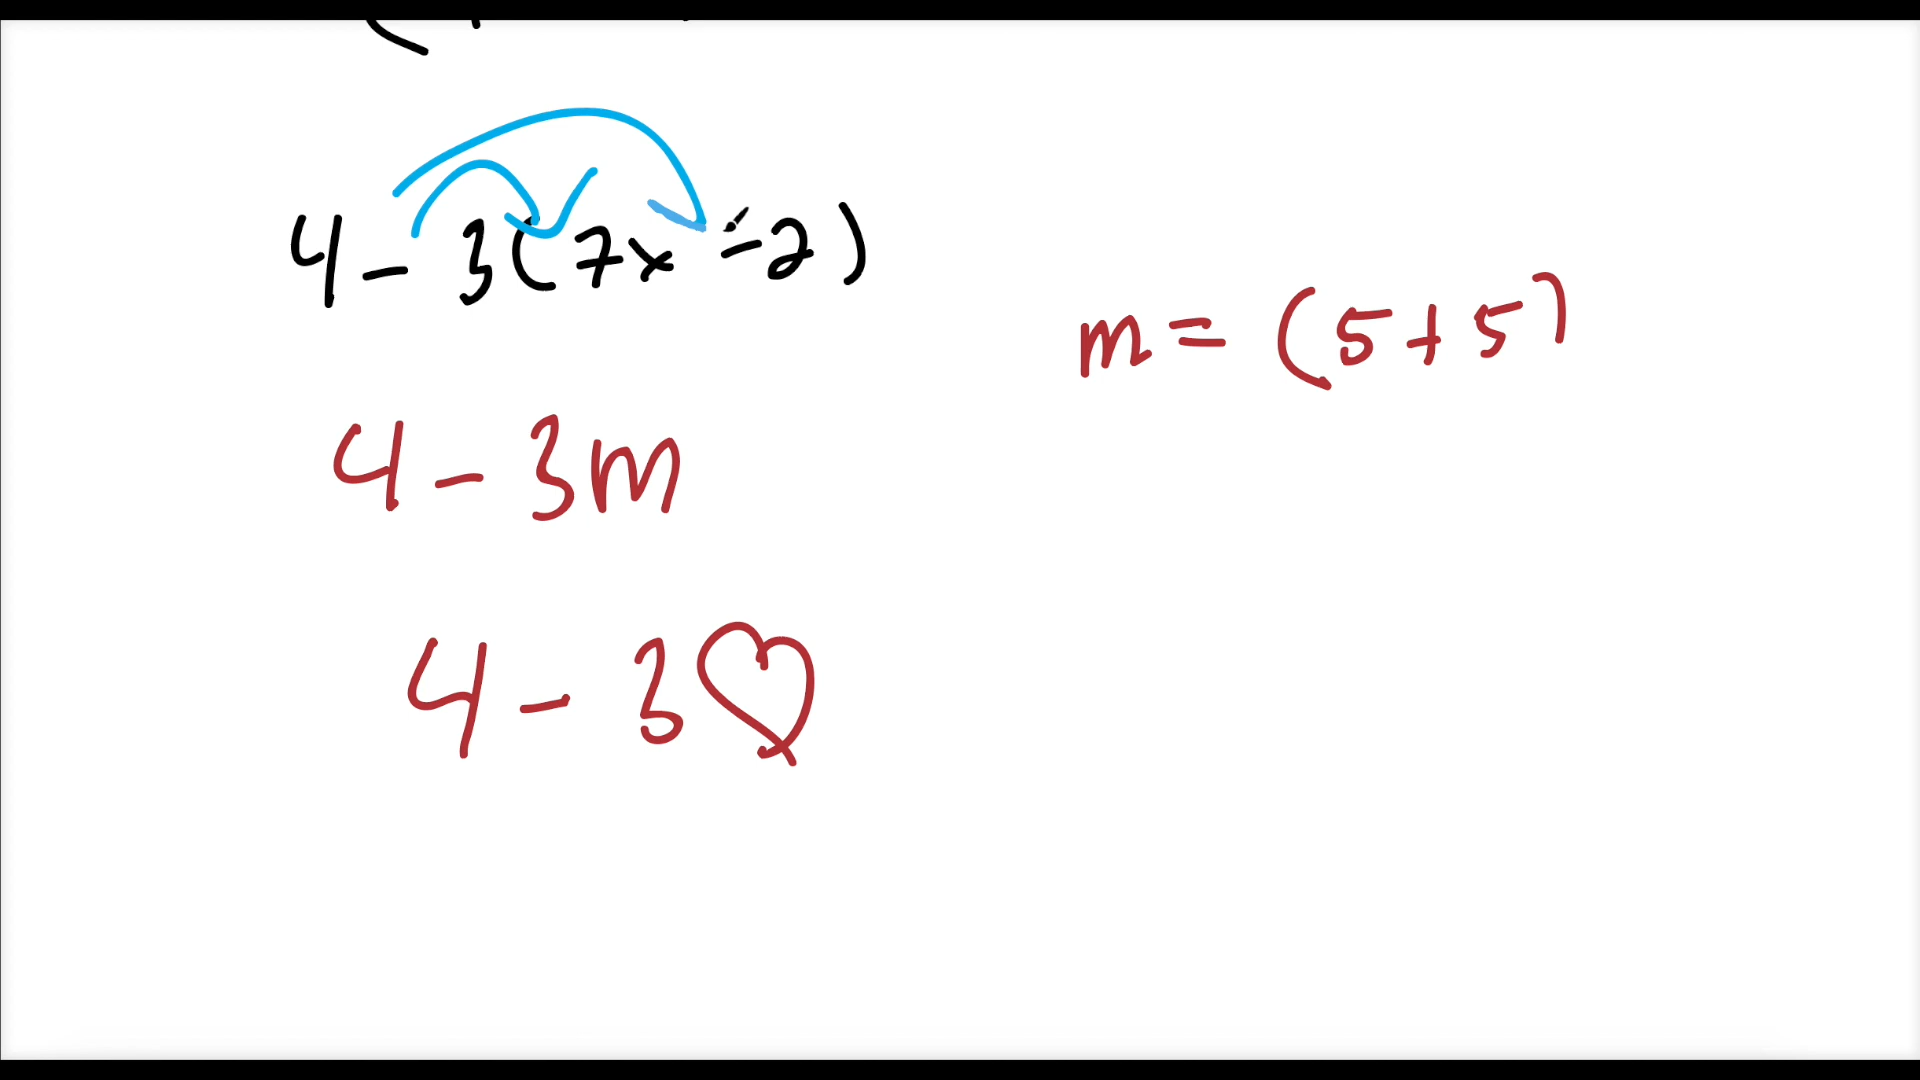 4 - 3(7x - 2)
m = (5 + 5)
4 - 3m
4 - 3♡